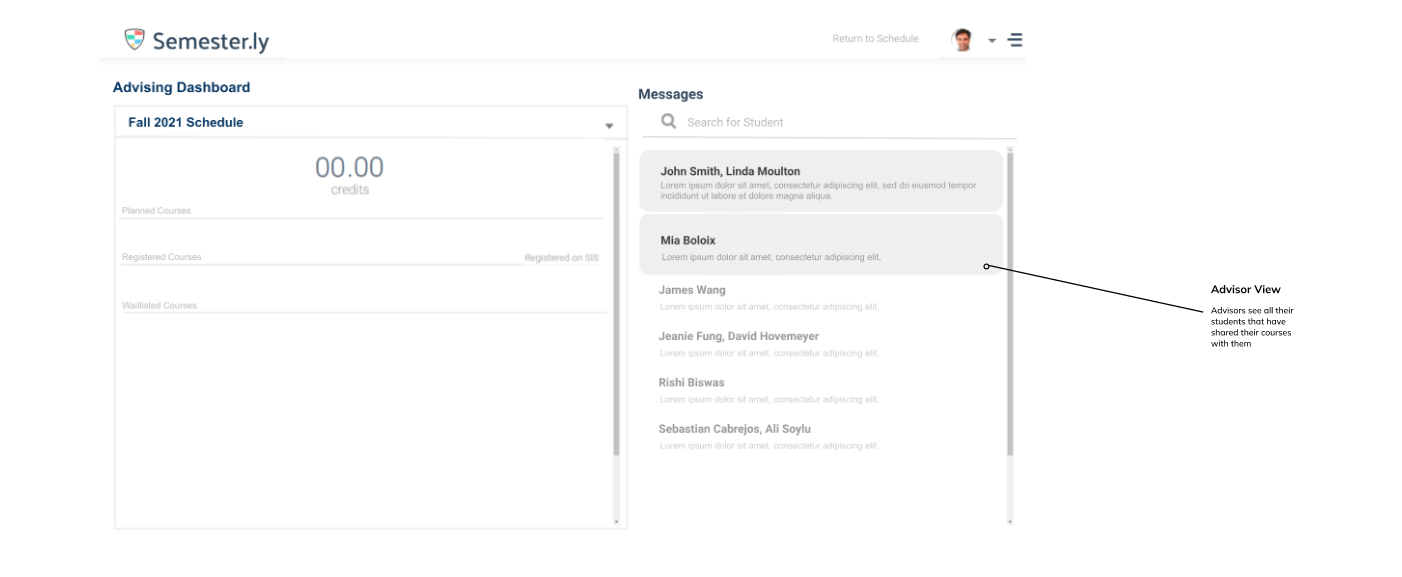 Semester.ly
Return to Schedule
Advising Dashboard
Fall 2021 Schedule
00.00
credits
Planned Courses
Registered Courses
Registered on SIS
Waitlisted Courses
Messages
Search for Student
John Smith, Linda Moulton
Lorem ipsum dolor sit amet, consectetur adipiscing elit, sed do eiusmod tempor
incididunt ut labore et dolore magna aliqua.
Mia Boloix
Lorem ipsum dolor sit amet, consectetur adipiscing elit,
James Wang
Lorem ipsum dolor sit amet, consectetur adipiscing elit,
Jeanie Fung, David Hovemeyer
Lorem ipsum dolor sit amet, consectetur adipiscing elit,
Rishi Biswas
Lorem ipsum dolor sit amet, consectetur adipiscing elit,
Sebastian Cabrejos, Ali Soylu
Lorem ipsum dolor sit amet, consectetur adipiscing elit,
Advisor View
Advisors see all their
students that have
shared their courses
with them